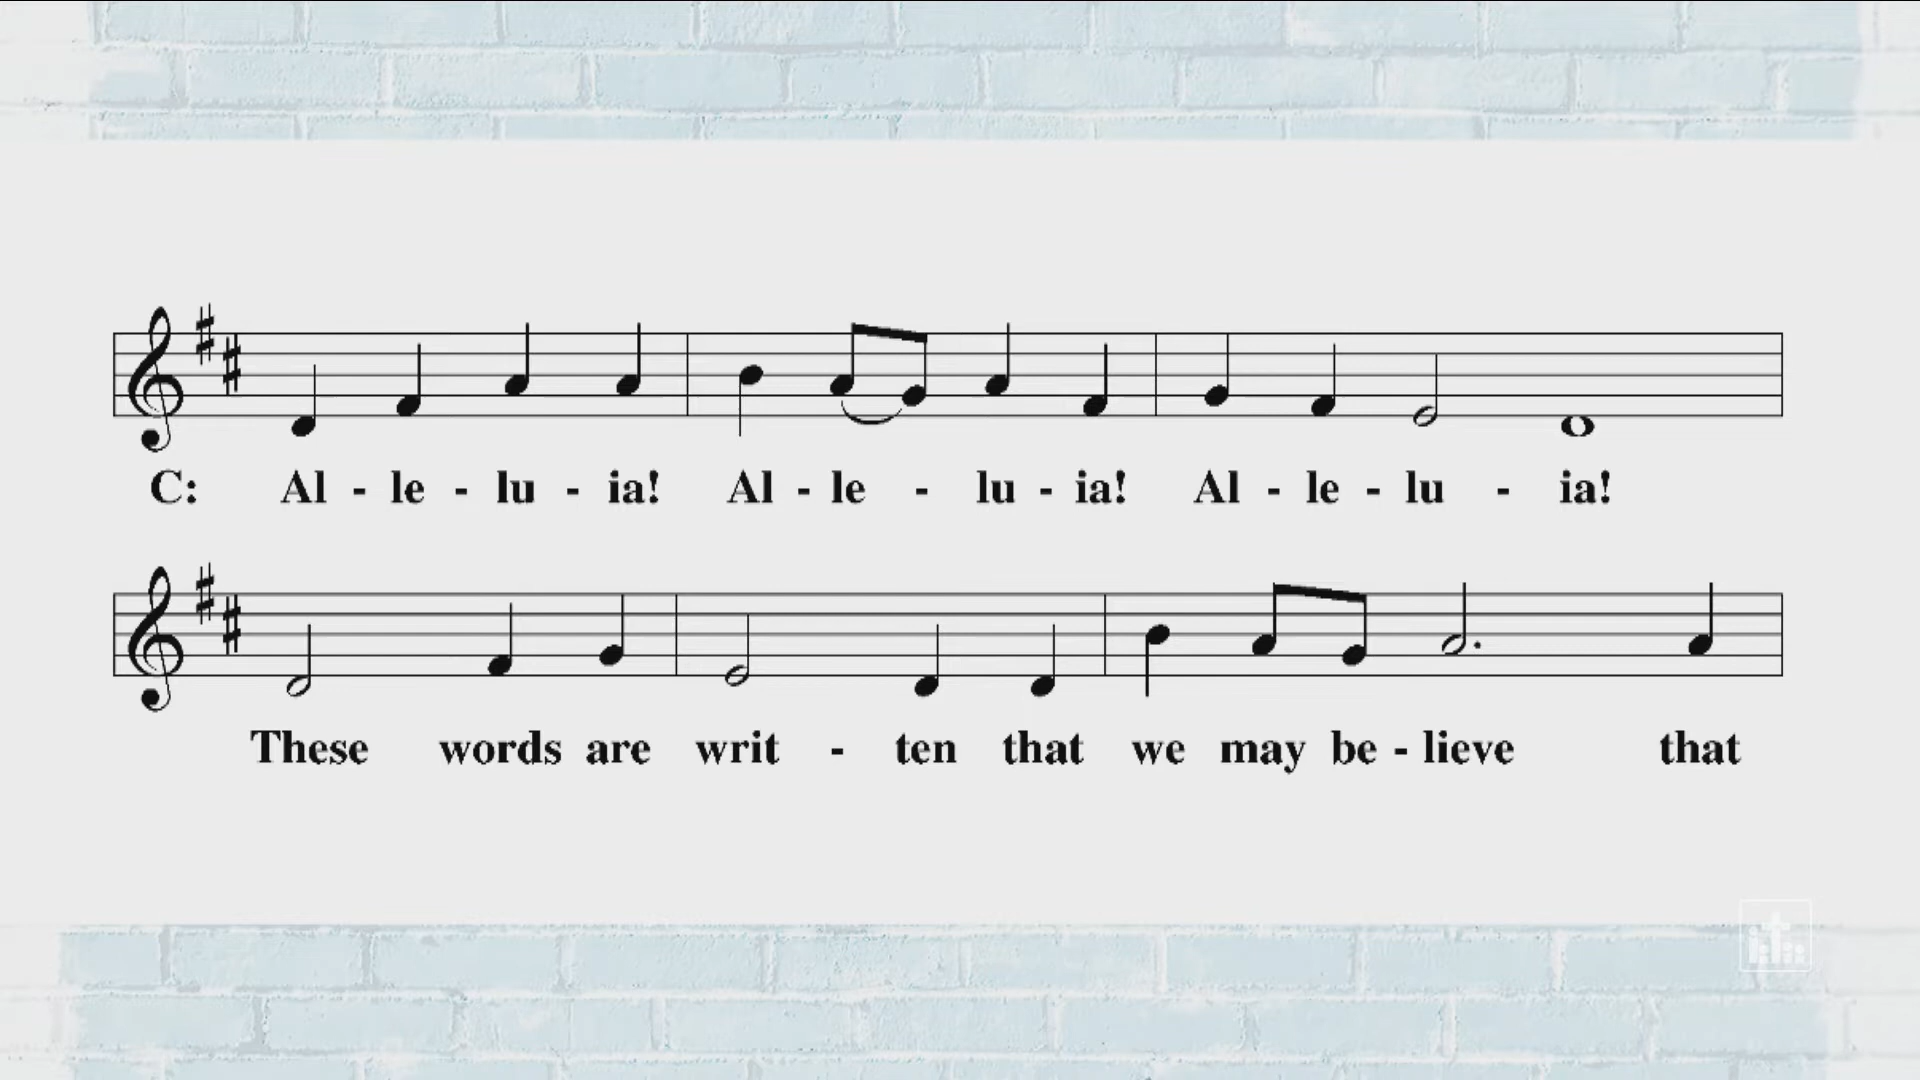 C: Al - le - lu - ia! Al - le - lu - ia! Al - le - lu - ia!
These words are writ - ten that we may be - lieve that